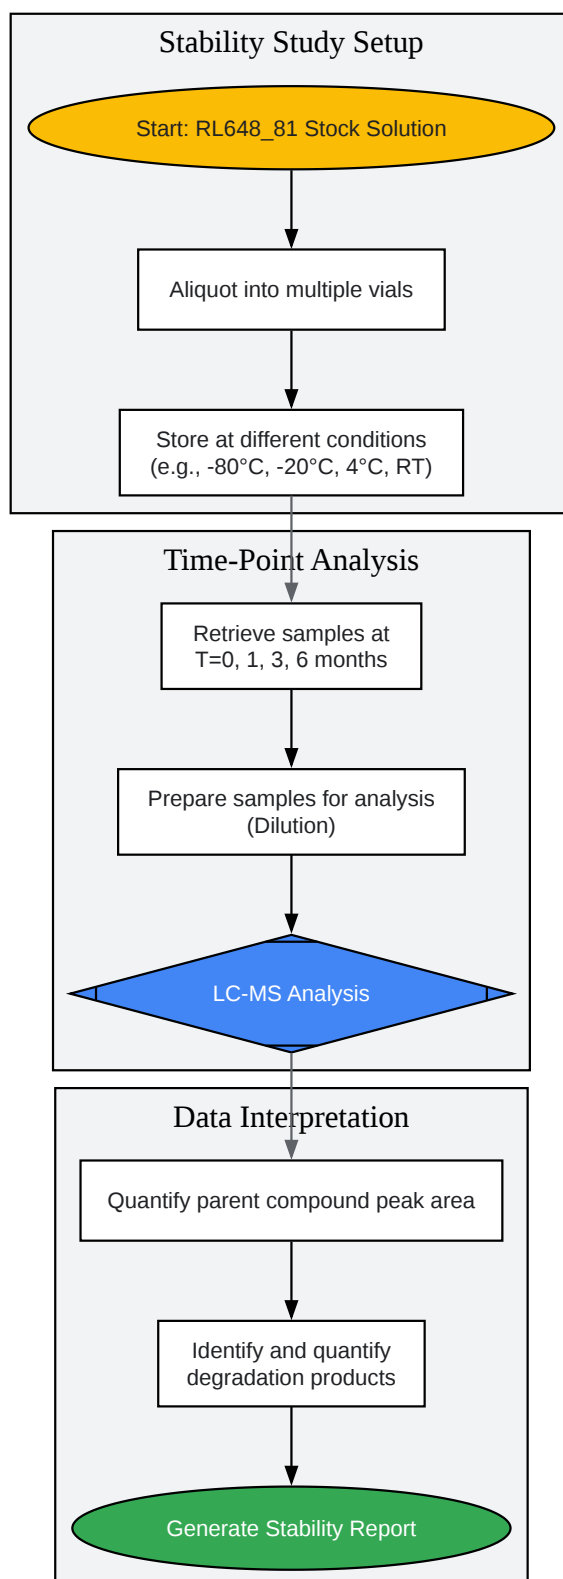 Stability Study Setup
Start: RL648_81 Stock Solution
Aliquot into multiple vials
Store at different conditions
(e.g., -80°C, -20°C, 4°C, RT)
Time-Point Analysis
Retrieve samples at
T=0, 1, 3, 6 months
Prepare samples for analysis
(Dilution)
LC-MS Analysis
Data Interpretation
Quantify parent compound peak area
Identify and quantify
degradation products
Generate Stability Report